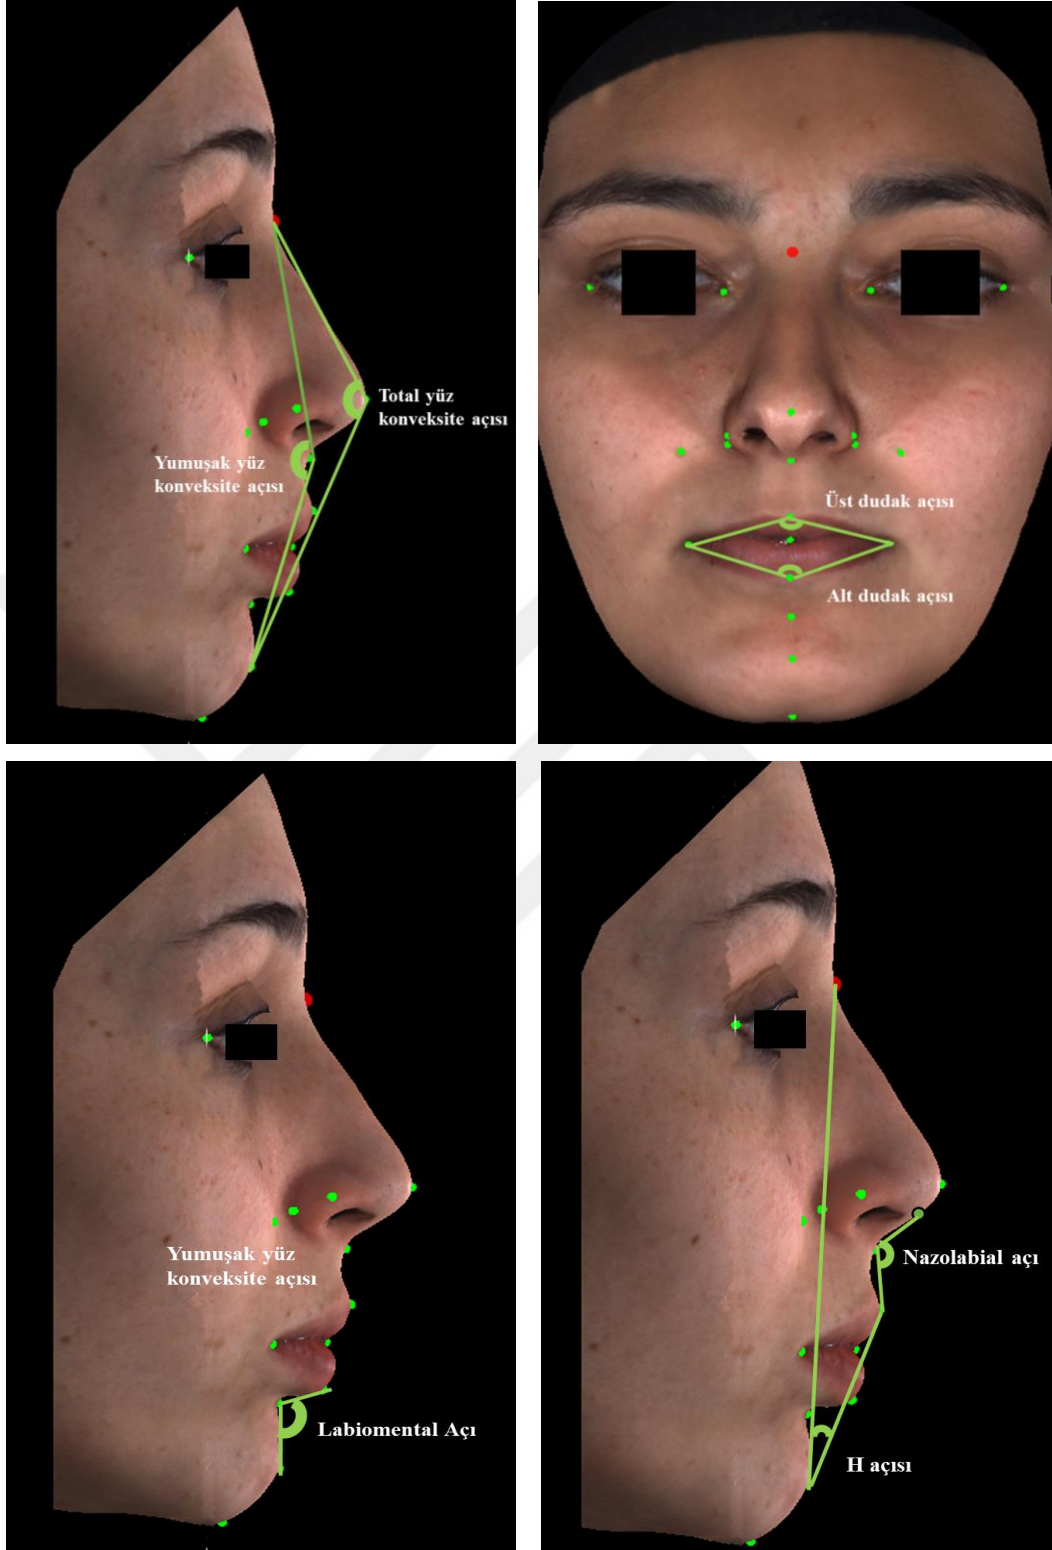 Total yüz
konveksite açısı
Yumuşak yüz
konveksite açısı
Üst dudak açısı
Alt dudak açısı
Yumuşak yüz
konveksite açısı
Labiomental Açı
Nazolabial açı
H açısı